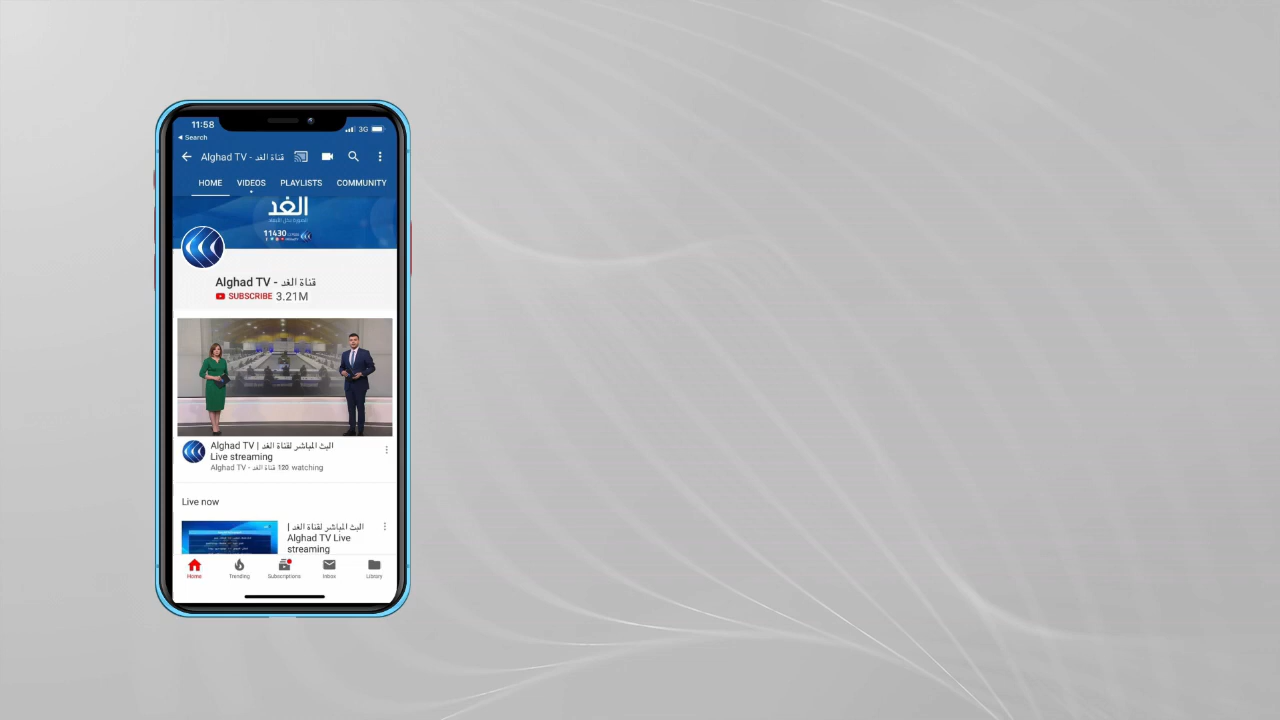 11:58
3G
Search
Alghad TV - قناة الغد
HOME VIDEOS PLAYLISTS COMMUNITY
الغد
11430
Alghad TV - قناة الغد
SUBSCRIBE 3.21M
Alghad TV | البث المباشر لقناة الغد
Live streaming
Alghad TV - قناة الغد 120 watching
Live now
البث المباشر لقناة الغد |
Alghad TV Live
streaming
Home Trending Subscriptions Inbox Library